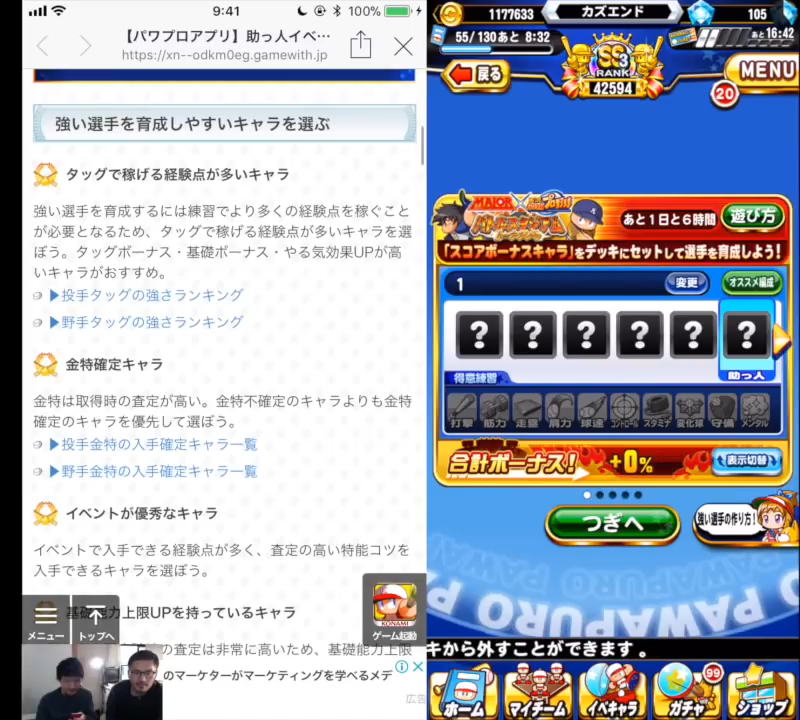 9:41
100%
【パワプロアプリ】助っ人イベ…
https://xn--odkm0eg.gamewith.jp
強い選手を育成しやすいキャラを選ぶ
タッグで稼げる経験点が多いキャラ
強い選手を育成するには練習でより多くの経験点を稼ぐこと
が必要となるため、タッグで稼げる経験点が多いキャラを選
ぼう。タッグボーナス・基礎ボーナス・やる気効果UPが高
いキャラがおすすめ。
▶投手タッグの強さランキング
▶野手タッグの強さランキング
金特確定キャラ
金特は取得時の査定が高い。金特不確定のキャラよりも金特
確定のキャラを優先して選ぼう。
▶投手金特の入手確定キャラ一覧
▶野手金特の入手確定キャラ一覧
イベントが優秀なキャラ
イベントで入手できる経験点が多く、査定の高い特能コツを
入手できるキャラを選ぼう。
基礎能力上限UPを持っているキャラ
の査定は非常に高いため、基礎能力上限
メニュー
トップへ
KONAMI
ゲーム起動
のマーケターがマーケティングを学べるメデ
広告
1177633
カズエンド
105
55/130
あと 8:32
あと 16:42
戻る
SS3
RANK
42594
MENU
20
MAJOR×
あと1日と6時間
遊び方
「スコアボーナスキャラ」をデッキにセットして選手を育成しよう!
1
変更
オススメ編成
? ? ? ? ? ?
助っ人
得意練習
打撃 筋力 走塁 肩力 球速 コントロール スタミナ 変化球 守備 メンタル
合計ボーナス! +0%
表示切替
つぎへ
強い選手の作り方!
PAWAPURO
キから外すことができます。
ホーム
マイチーム
イベキャラ
99
ガチャ
ショップ